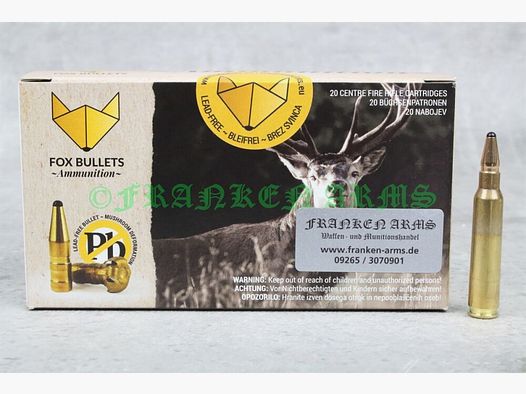 FOX BULLETS
~Ammunition~
LEAD-FREE ~ BLEIFREI ~ BREZ SVINCA
20 CENTRE FIRE RIFLE CARTRIDGES
20 BÜCHSENPATRONEN
20 NABOJEV
©FRANKEN ARMS
LEAD-FREE BULLET ~ MUSHROOM DEFORMATION
Pb
FRANKEN ARMS
Waffen- und Munitionshandel
www.franken-arms.de
09265 / 3070901
WARNING: Keep out of reach of children and unauthorized persons!
ACHTUNG: Vor Nichtberechtigten und Kindern sicher aufbewahren!
OPOZORILO: Hranite izven dosega otrok in nepooblaščenih oseb!